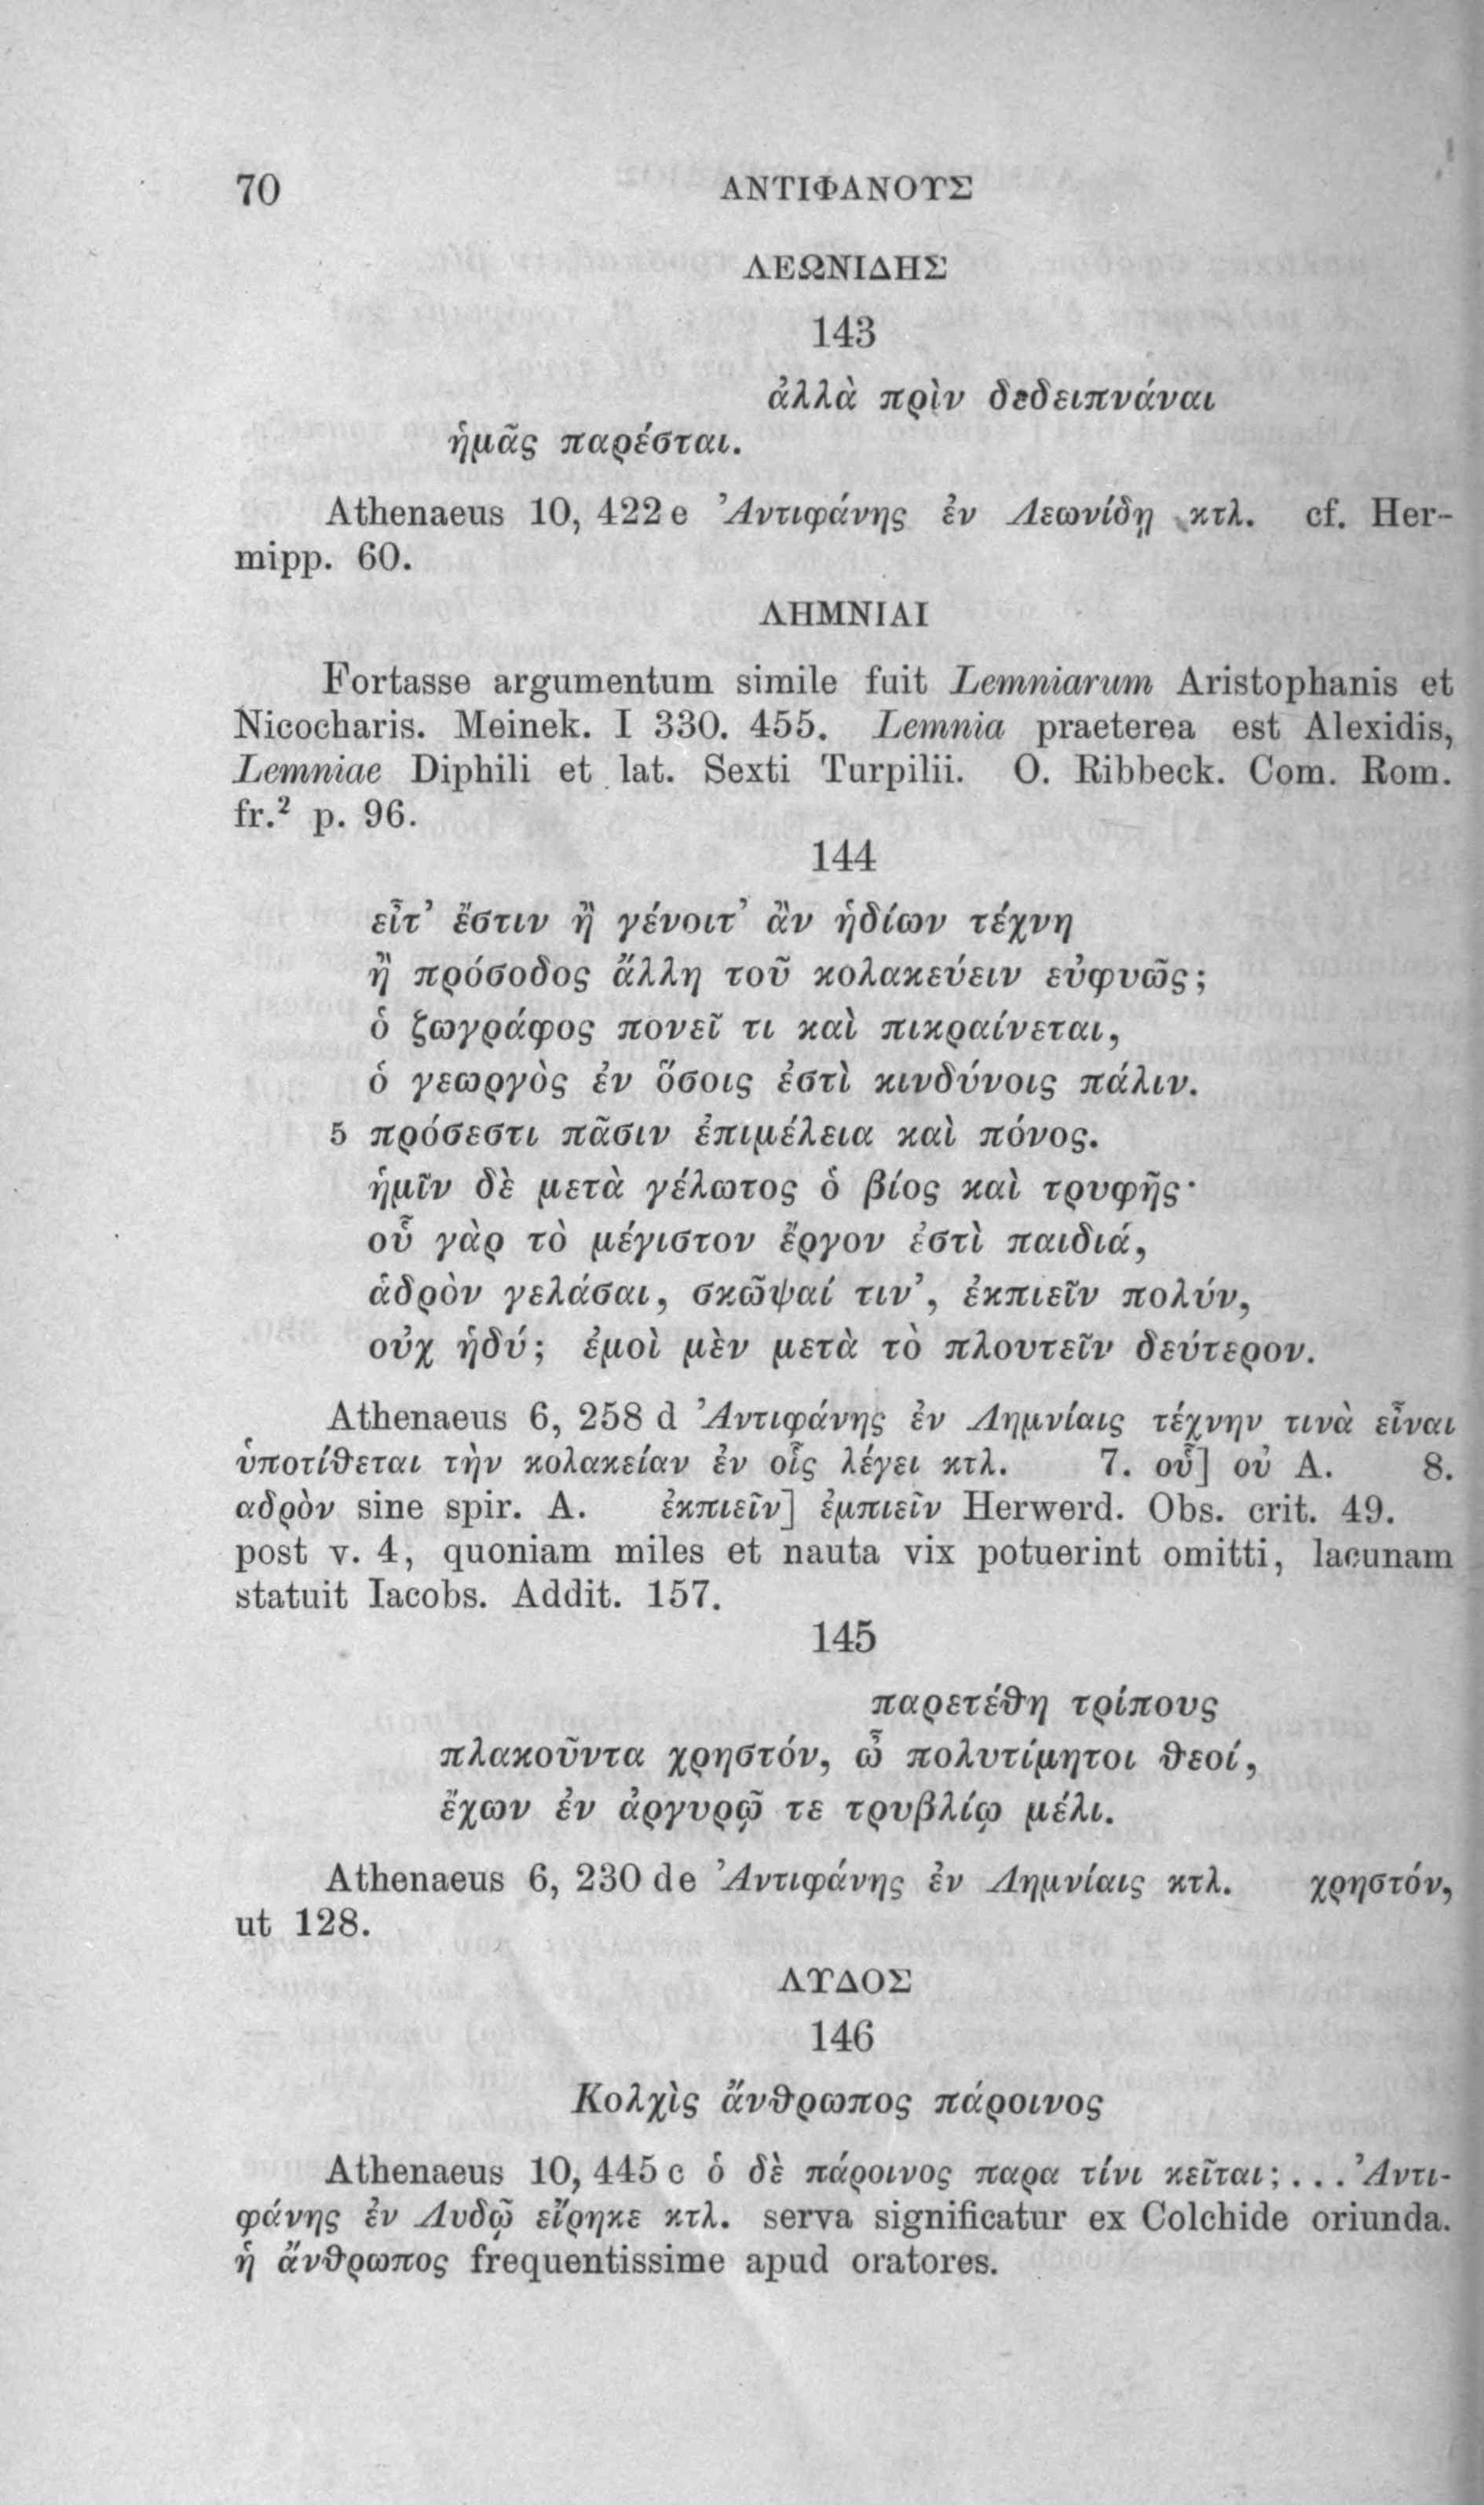 70 ΑΝΤΙΦΑΝΟΥΣ
ΛΕΩΝΙΔΗΣ
143
ἀλλὰ πρὶν δεδειπνάναι
ἡμᾶς παρέσται.
Athenaeus 10, 422 e Ἀντιφάνης ἐν Λεωνίδῃ κτλ. cf. Her-
mipp. 60.
ΛΗΜΝΙΑΙ
Fortasse argumentum simile fuit Lemniarum Aristophanis et
Nicocharis. Meinek. I 330. 455. Lemnia praeterea est Alexidis,
Lemniae Diphili et lat. Sexti Turpilii. O. Ribbeck. Com. Rom.
fr.² p. 96.
144
εἶτ’ ἔστιν ἢ γένοιτ’ ἂν ἡδίων τέχνη
ἢ πρόσοδος ἄλλη τοῦ κολακεύειν εὐφυῶς;
ὁ ζωγράφος πονεῖ τι καὶ πικραίνεται,
ὁ γεωργὸς ἐν ὅσοις ἐστὶ κινδύνοις πάλιν.
5 πρόσεστι πᾶσιν ἐπιμέλεια καὶ πόνος.
ἡμῖν δὲ μετὰ γέλωτος ὁ βίος καὶ τρυφῆς·
οὗ γὰρ τὸ μέγιστον ἔργον ἐστὶ παιδιά,
ἁδρὸν γελάσαι, σκῶψαί τιν’, ἐκπιεῖν πολύν,
οὐχ ἡδύ; ἐμοὶ μὲν μετὰ τὸ πλουτεῖν δεύτερον.
Athenaeus 6, 258 d Ἀντιφάνης ἐν Λημνίαις τέχνην τινὰ εἶναι
ὑποτίθεται τὴν κολακείαν ἐν οἷς λέγει κτλ. 7. οὗ] οὐ A. 8.
αδρὸν sine spir. A. ἐκπιεῖν] ἐμπιεῖν Herwerd. Obs. crit. 49.
post v. 4, quoniam miles et nauta vix potuerint omitti, lacunam
statuit Iacobs. Addit. 157.
145
παρετέθη τρίπους
πλακοῦντα χρηστόν, ὦ πολυτίμητοι θεοί,
ἔχων ἐν ἀργυρῷ τε τρυβλίῳ μέλι.
Athenaeus 6, 230 de Ἀντιφάνης ἐν Λημνίαις κτλ. χρηστόν,
ut 128.
ΛΥΔΟΣ
146
Κολχὶς ἄνθρωπος πάροινος
Athenaeus 10, 445 c ὁ δὲ πάροινος παρα τίνι κεῖται; ... Ἀντι-
φάνης ἐν Λυδῷ εἴρηκε κτλ. serva significatur ex Colchide oriunda.
ἡ ἄνθρωπος frequentissime apud oratores.